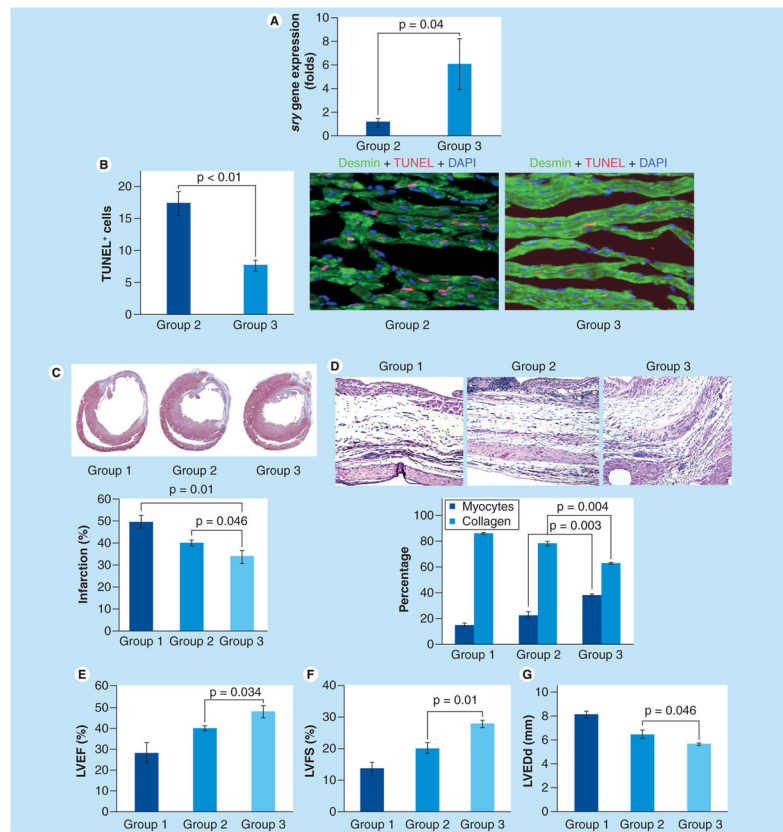 A
p = 0.04
sry gene expression
(folds)
8
6
4
2
0
Group 2 Group 3
B
p < 0.01
TUNEL+ cells
20
15
10
5
0
Group 2 Group 3
Desmin + TUNEL + DAPI Desmin + TUNEL + DAPI
Group 2 Group 3
C
Group 1 Group 2 Group 3
p = 0.01
p = 0.046
Infarction (%)
60
50
40
30
20
10
0
Group 1 Group 2 Group 3
D
Group 1 Group 2 Group 3
Myocytes
Collagen
p = 0.004
p = 0.003
Percentage
100
80
60
40
20
0
Group 1 Group 2 Group 3
E
p = 0.034
LVEF (%)
60
50
40
30
20
10
0
Group 1 Group 2 Group 3
F
p = 0.01
LVFS (%)
40
30
20
10
0
Group 1 Group 2 Group 3
G
p = 0.046
LVEDd (mm)
10
8
6
4
2
0
Group 1 Group 2 Group 3